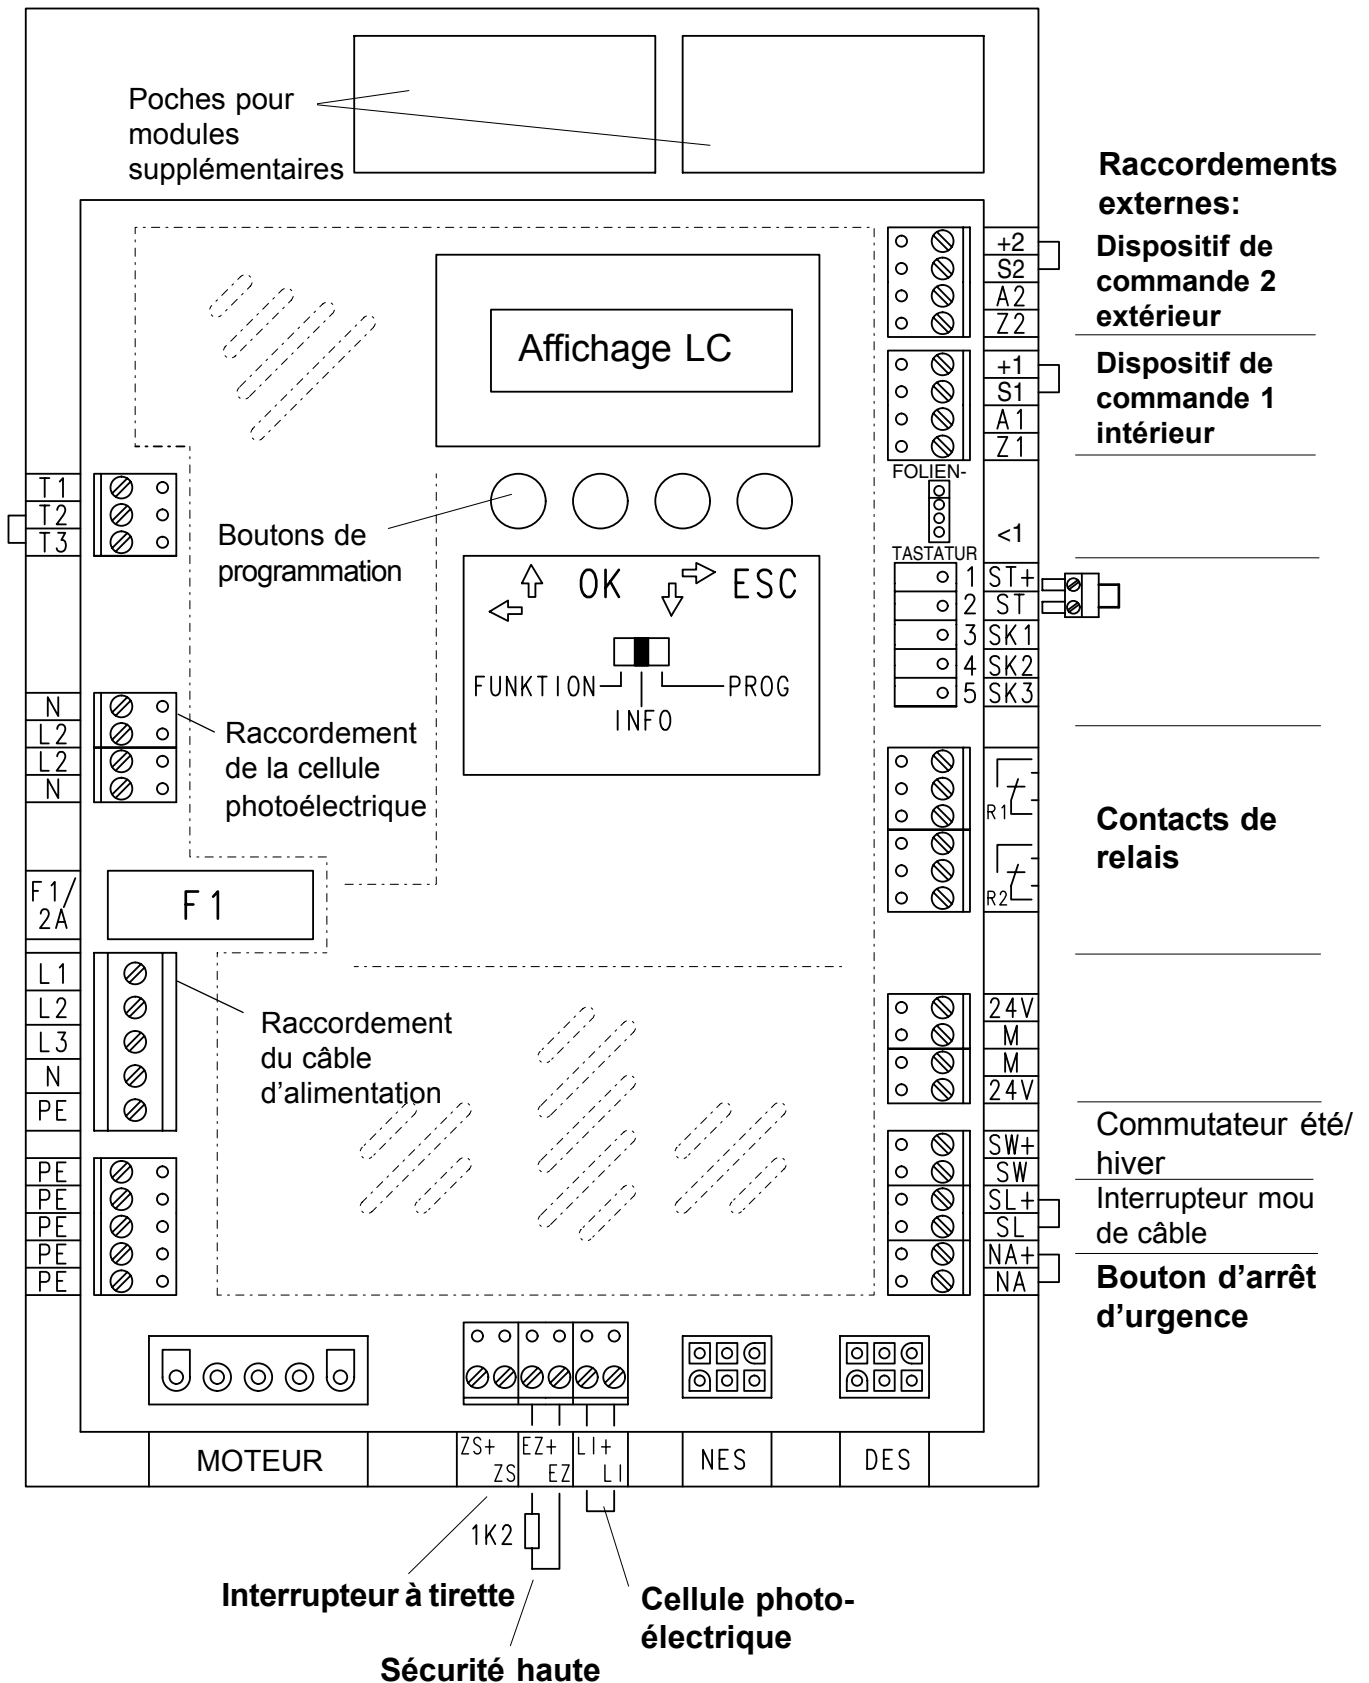 Poches pour
modules
supplémentaires
Raccordements
externes:
Dispositif de
commande 2
extérieur
Dispositif de
commande 1
intérieur
+2
S2
A2
Z2
+1
S1
A1
Z1
Affichage LC
FOLIEN-
<1
TASTATUR
T1
T2
T3
Boutons de
programmation
OK
ESC
FUNKTION
PROG
INFO
1 ST+
2 ST
3 SK1
4 SK2
5 SK3
N
L2
L2
N
Raccordement
de la cellule
photoélectrique
R1
R2
Contacts de
relais
F1/
2A
F1
L1
L2
L3
N
PE
Raccordement
du câble
d’alimentation
24V
M
M
24V
PE
PE
PE
PE
PE
SW+
SW
SL+
SL
NA+
NA
Commutateur été/
hiver
Interrupteur mou
de câble
Bouton d’arrêt
d’urgence
MOTEUR
ZS+
ZS
EZ+
EZ
LI+
LI
NES
DES
1K2
Interrupteur à tirette
Cellule photo-
électrique
Sécurité haute